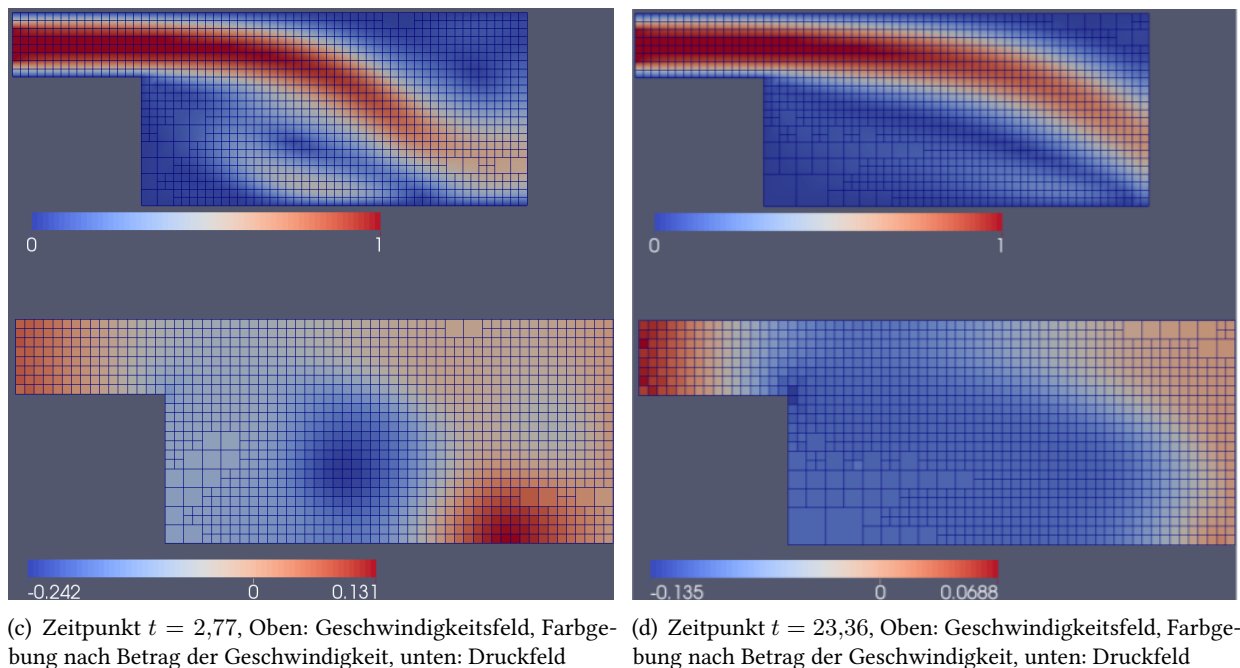 0 1
0 1
-0.242 0 0.131
-0.135 0 0.0688
(c) Zeitpunkt t = 2,77, Oben: Geschwindigkeitsfeld, Farbge-
bung nach Betrag der Geschwindigkeit, unten: Druckfeld
(d) Zeitpunkt t = 23,36, Oben: Geschwindigkeitsfeld, Farbge-
bung nach Betrag der Geschwindigkeit, unten: Druckfeld